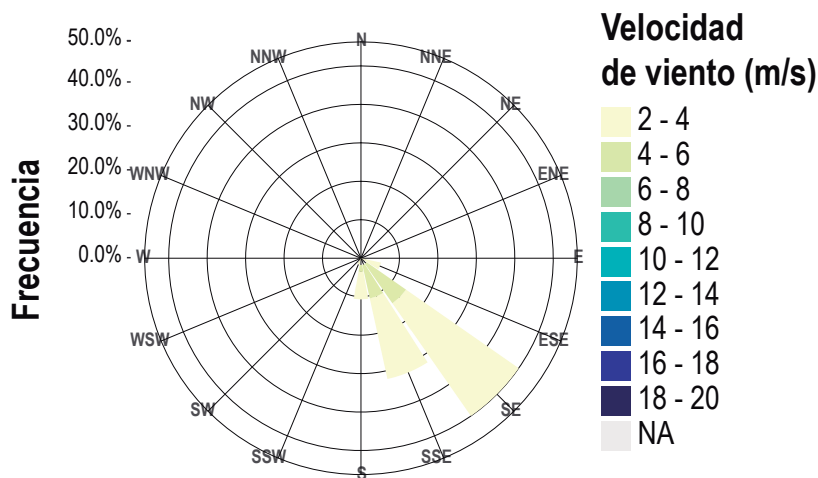 50.0% -
40.0% -
30.0% -
20.0% -
10.0% -
0.0% -
Frecuencia
N
NNE
NE
ENE
E
ESE
SE
SSE
S
SSW
SW
WSW
W
WNW
NW
NNW
Velocidad
de viento (m/s)
2 - 4
4 - 6
6 - 8
8 - 10
10 - 12
12 - 14
14 - 16
16 - 18
18 - 20
NA